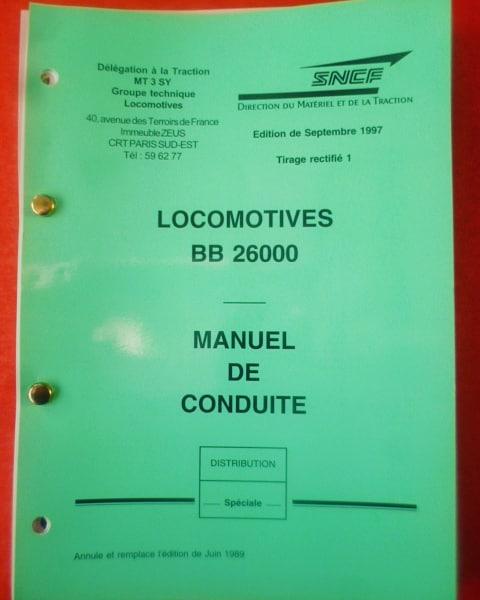 Délégation à la Traction
MT 3 SY
Groupe technique
Locomotives
40, avenue des Terroirs de France
Immeuble ZEUS
CRT PARIS SUD-EST
Tél : 59 62 77
SNCF
DIRECTION DU MATÉRIEL ET DE LA TRACTION
Edition de Septembre 1997
Tirage rectifié 1
LOCOMOTIVES
BB 26000
MANUEL
DE
CONDUITE
DISTRIBUTION
Spéciale
Annule et remplace l'édition de Juin 1989